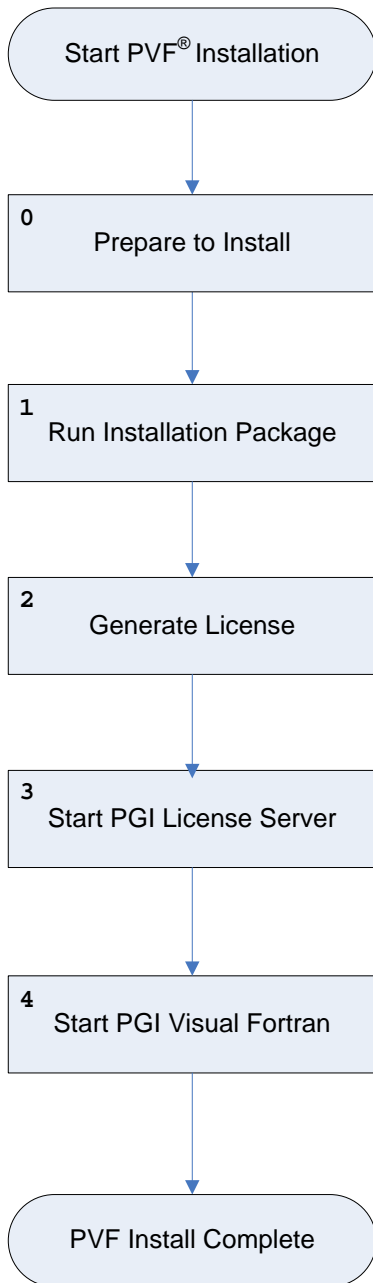 Start PVF® Installation
0
Prepare to Install
1
Run Installation Package
2
Generate License
3
Start PGI License Server
4
Start PGI Visual Fortran
PVF Install Complete